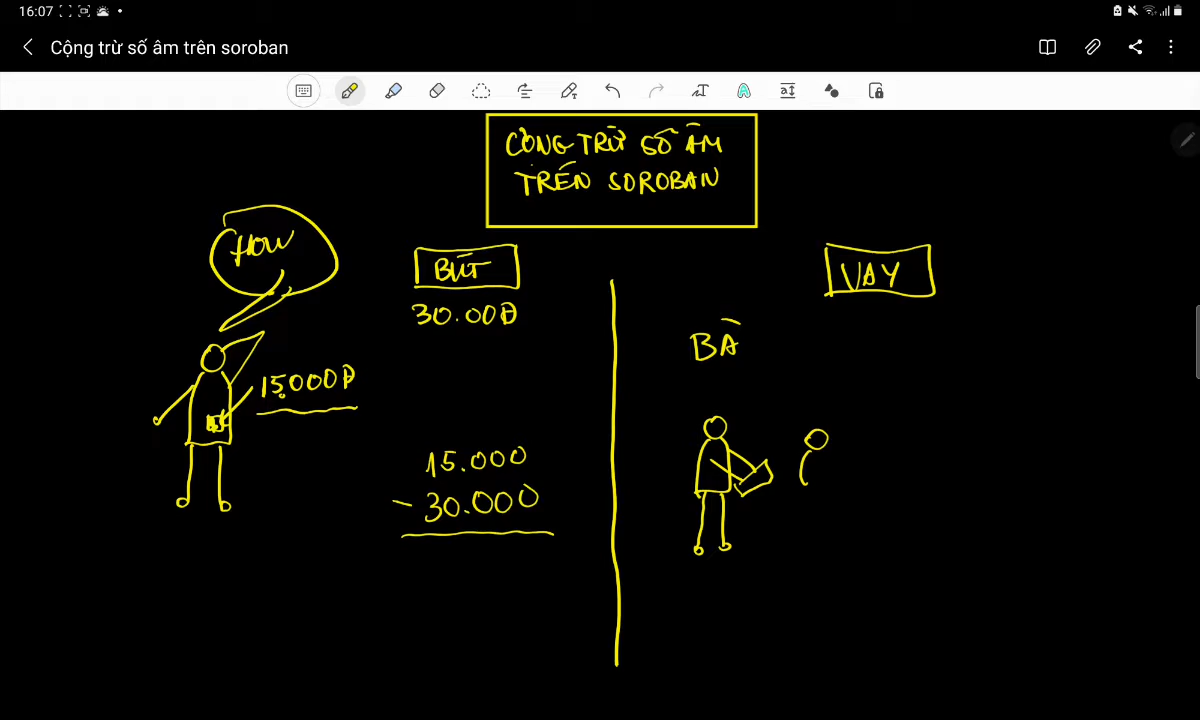 16:07
Cộng trừ số âm trên soroban
CỘNG TRỪ SỐ ÂM
TRÊN SOROBAN
HOW
BÚT
30.00Đ
15.000Đ
15.000
- 30.000
VAY
BÀ